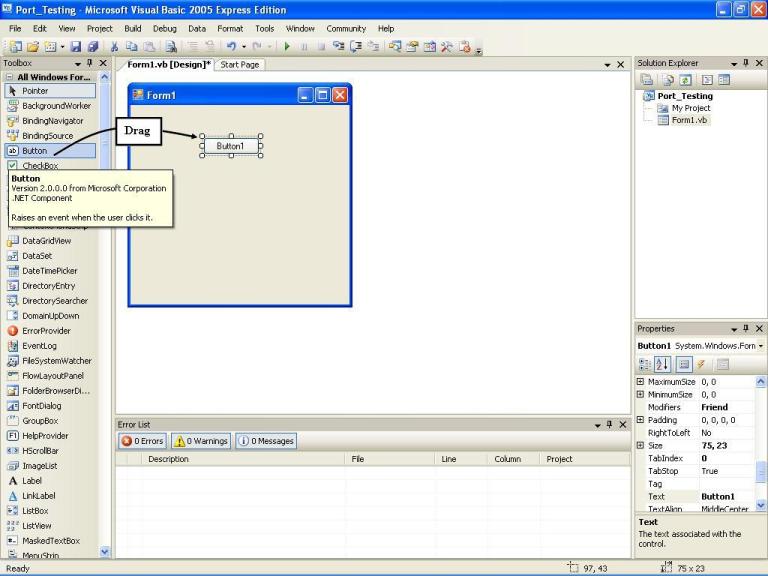 Port_Testing - Microsoft Visual Basic 2005 Express Edition
File Edit View Project Build Debug Data Format Tools Window Community Help
Toolbox
All Windows For...
Pointer
BackgroundWorker
BindingNavigator
BindingSource
Button
CheckBox
Button
Version 2.0.0.0 from Microsoft Corporation
.NET Component
Raises an event when the user clicks it.
DataGridView
DataSet
DateTimePicker
DirectoryEntry
DirectorySearcher
DomainUpDown
ErrorProvider
EventLog
FileSystemWatcher
FlowLayoutPanel
FolderBrowserDi...
FontDialog
GroupBox
HelpProvider
HScrollBar
ImageList
Label
LinkLabel
ListBox
ListView
MaskedTextBox
MenuStrip
Form1.vb [Design]* Start Page
Form1
Drag
Button1
Error List
0 Errors 0 Warnings 0 Messages
Description File Line Column Project
Solution Explorer
Port_Testing
My Project
Form1.vb
Properties
Button1 System.Windows.Forn
MaximumSize 0, 0
MinimumSize 0, 0
Modifiers Friend
Padding 0, 0, 0, 0
RightToLeft No
Size 75, 23
TabIndex 0
TabStop True
Tag
Text Button1
TextAlign MiddleCenter
Text
The text associated with the
control.
Ready 97, 43 75 x 23